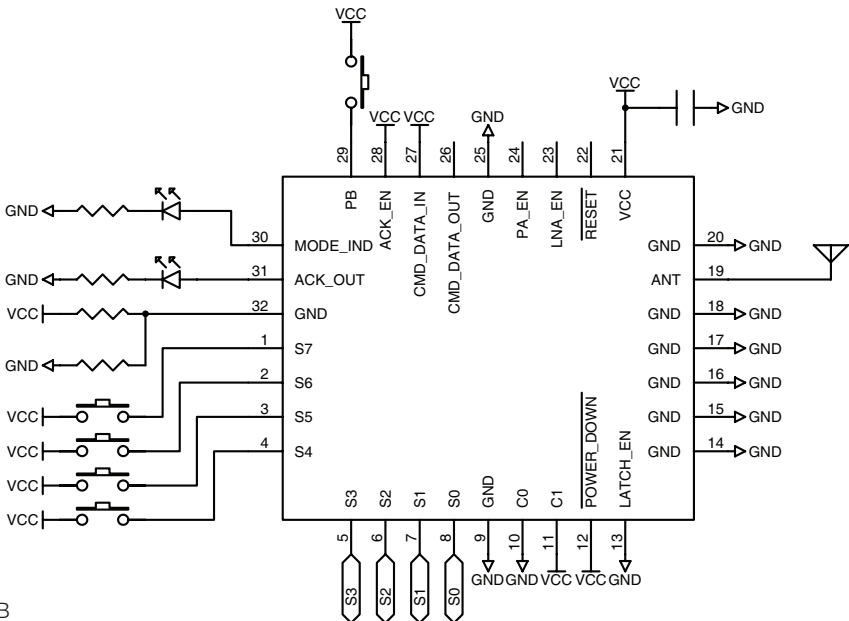 VCC
VCC VCC
GND
VCC
GND
29
28
27
26
25
24
23
22
21
PB
ACK_EN
CMD_DATA_IN
CMD_DATA_OUT
GND
PA_EN
LNA_EN
RESET
VCC
GND
30
MODE_IND
GND
31
ACK_OUT
VCC
32
GND
GND
1
S7
2
S6
3
S5
4
S4
VCC
VCC
VCC
VCC
GND
20
GND
ANT
19
GND
18
GND
GND
17
GND
GND
16
GND
GND
15
GND
GND
14
GND
S3
S2
S1
S0
GND
C0
C1
POWER_DOWN
LATCH_EN
5
6
7
8
9
10
11
12
13
S3
S2
S1
S0
GND
GND
VCC
VCC
GND
B